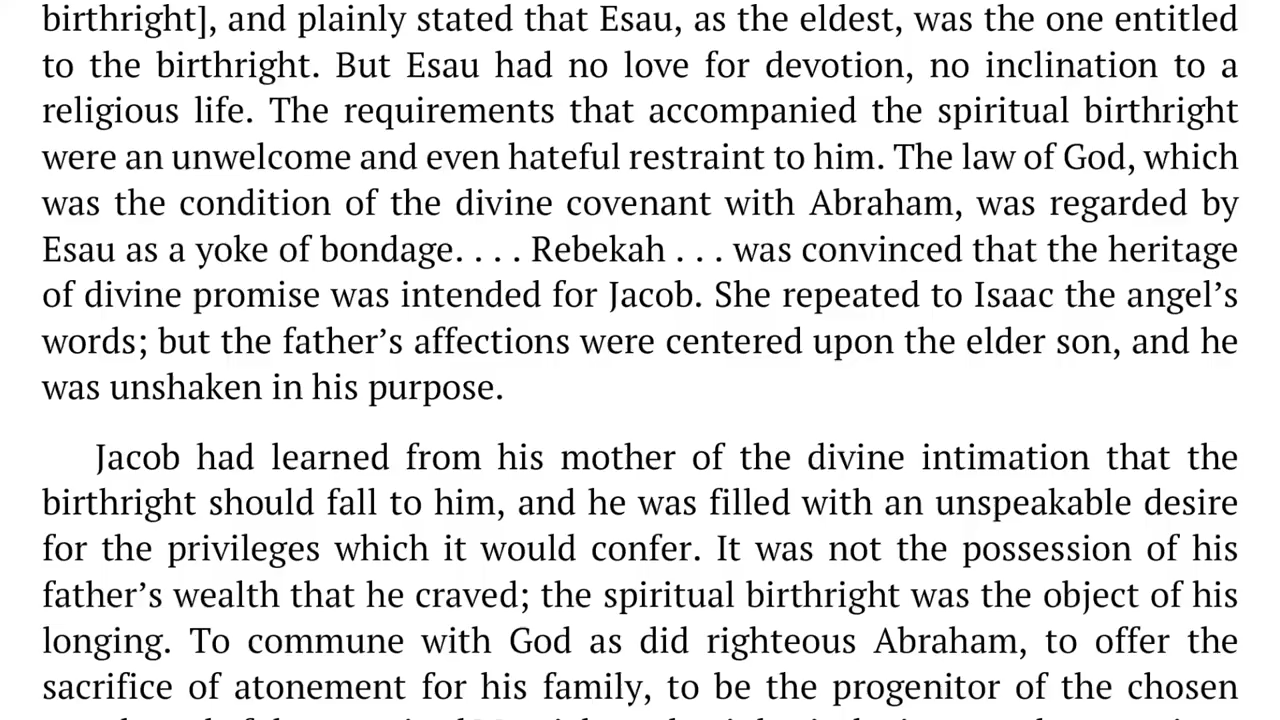 birthright], and plainly stated that Esau, as the eldest, was the one entitled
to the birthright. But Esau had no love for devotion, no inclination to a
religious life. The requirements that accompanied the spiritual birthright
were an unwelcome and even hateful restraint to him. The law of God, which
was the condition of the divine covenant with Abraham, was regarded by
Esau as a yoke of bondage. . . . Rebekah . . . was convinced that the heritage
of divine promise was intended for Jacob. She repeated to Isaac the angel’s
words; but the father’s affections were centered upon the elder son, and he
was unshaken in his purpose.
Jacob had learned from his mother of the divine intimation that the
birthright should fall to him, and he was filled with an unspeakable desire
for the privileges which it would confer. It was not the possession of his
father’s wealth that he craved; the spiritual birthright was the object of his
longing. To commune with God as did righteous Abraham, to offer the
sacrifice of atonement for his family, to be the progenitor of the chosen